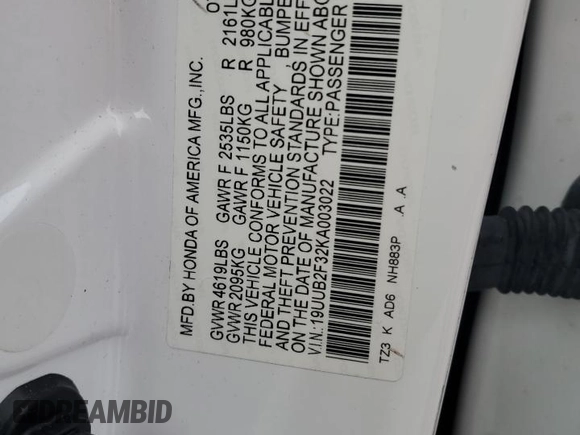 MFD.BY HONDA OF AMERICA MFG.,INC.
GVWR 4619LBS GAWR F 2535LBS R 2161L
GVWR 2095KG GAWR F 1150KG R 980KG
THIS VEHICLE CONFORMS TO ALL APPLICABLE
FEDERAL MOTOR VEHICLE SAFETY , BUMPE
AND THEFT PREVENTION STANDARDS IN EFF
ON THE DATE OF MANUFACTURE SHOWN ABO
V.I.N.:19UUB2F32KA003022 TYPE:PASSENGER
TZ3 K AD6 NH883P .A .A
DREAMBID